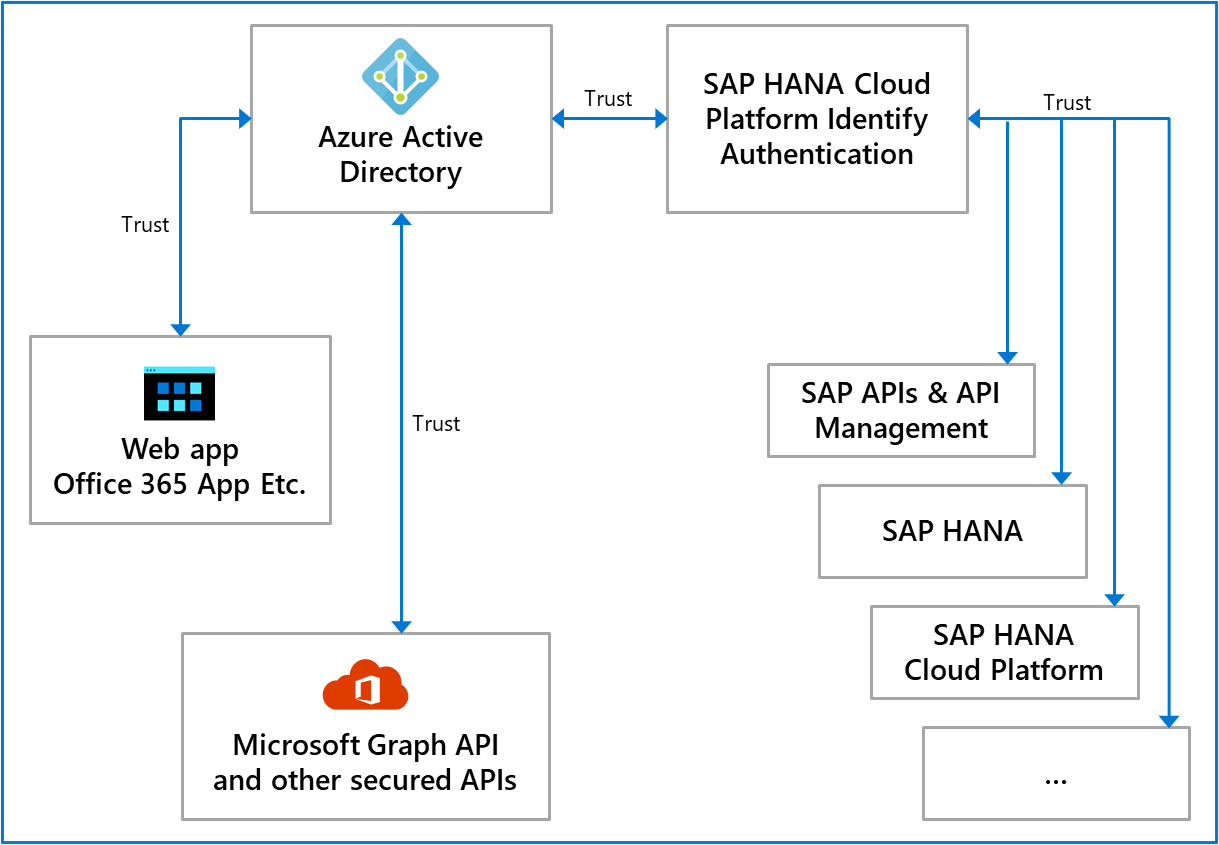 Azure Active
Directory
Trust
SAP HANA Cloud
Platform Identify
Authentication
Trust
Trust
Web app
Office 365 App Etc.
Trust
SAP APIs & API
Management
SAP HANA
SAP HANA
Cloud Platform
Microsoft Graph API
and other secured APIs
...